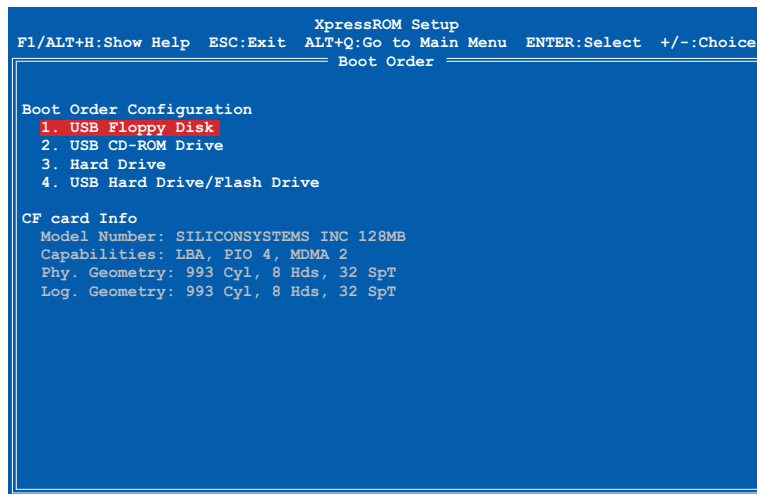 XpressROM Setup
F1/ALT+H:Show Help ESC:Exit ALT+Q:Go to Main Menu ENTER:Select +/-:Choice
Boot Order
Boot Order Configuration
1. USB Floppy Disk
2. USB CD-ROM Drive
3. Hard Drive
4. USB Hard Drive/Flash Drive
CF card Info
Model Number: SILICONSYSTEMS INC 128MB
Capabilities: LBA, PIO 4, MDMA 2
Phy. Geometry: 993 Cyl, 8 Hds, 32 SpT
Log. Geometry: 993 Cyl, 8 Hds, 32 SpT